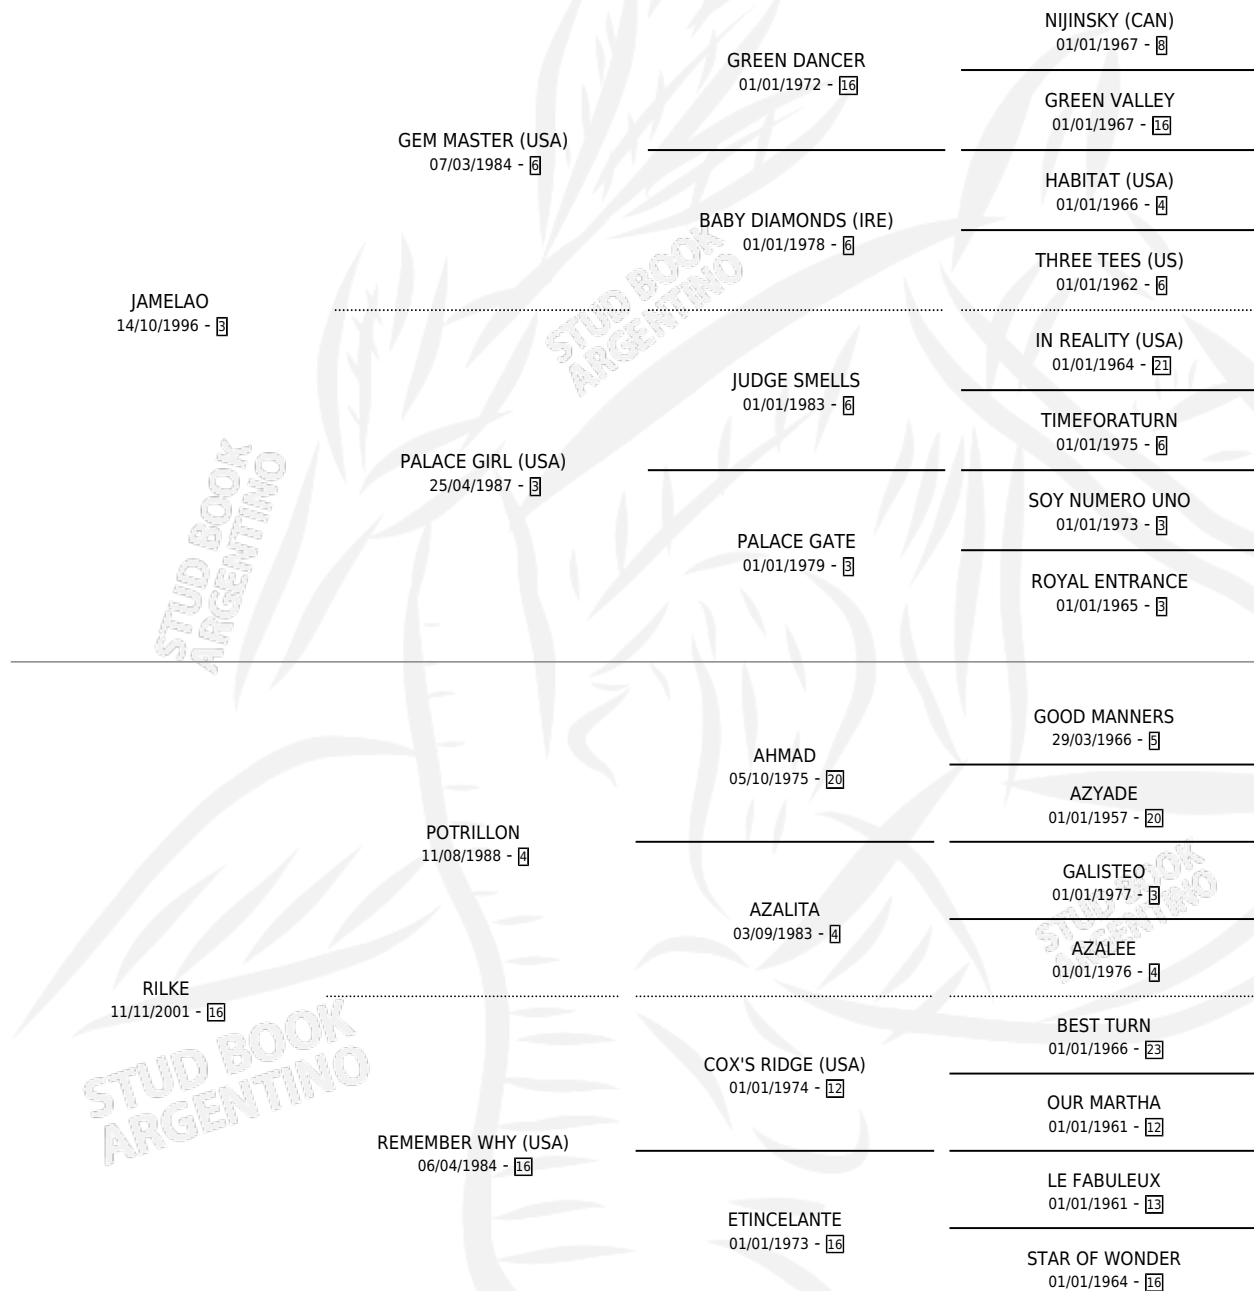 NIJINSKY (CAN)
01/01/1967 - 8
GREEN DANCER
01/01/1972 - 16
GREEN VALLEY
01/01/1967 - 16
GEM MASTER (USA)
07/03/1984 - 6
HABITAT (USA)
01/01/1966 - 4
BABY DIAMONDS (IRE)
01/01/1978 - 6
THREE TEES (US)
01/01/1962 - 6
JAMELAO
14/10/1996 - 3
IN REALITY (USA)
01/01/1964 - 21
JUDGE SMELLS
01/01/1983 - 6
TIMEFORATURN
01/01/1975 - 6
PALACE GIRL (USA)
25/04/1987 - 3
SOY NUMERO UNO
01/01/1973 - 3
PALACE GATE
01/01/1979 - 3
ROYAL ENTRANCE
01/01/1965 - 3
GOOD MANNERS
29/03/1966 - 5
AHMAD
05/10/1975 - 20
AZYADE
01/01/1957 - 20
POTRILLON
11/08/1988 - 4
GALISTEO
01/01/1977 - 3
AZALITA
03/09/1983 - 4
AZALEE
01/01/1976 - 4
RILKE
11/11/2001 - 16
BEST TURN
01/01/1966 - 23
COX'S RIDGE (USA)
01/01/1974 - 12
OUR MARTHA
01/01/1961 - 12
REMEMBER WHY (USA)
06/04/1984 - 16
LE FABULEUX
01/01/1961 - 13
ETINCELANTE
01/01/1973 - 16
STAR OF WONDER
01/01/1964 - 16
STUD BOOK
ARGENTINO
STUD BOOK
ARGENTINO
STUD BOOK
ARGENTINO
STUD BOOK
ARGENTINO